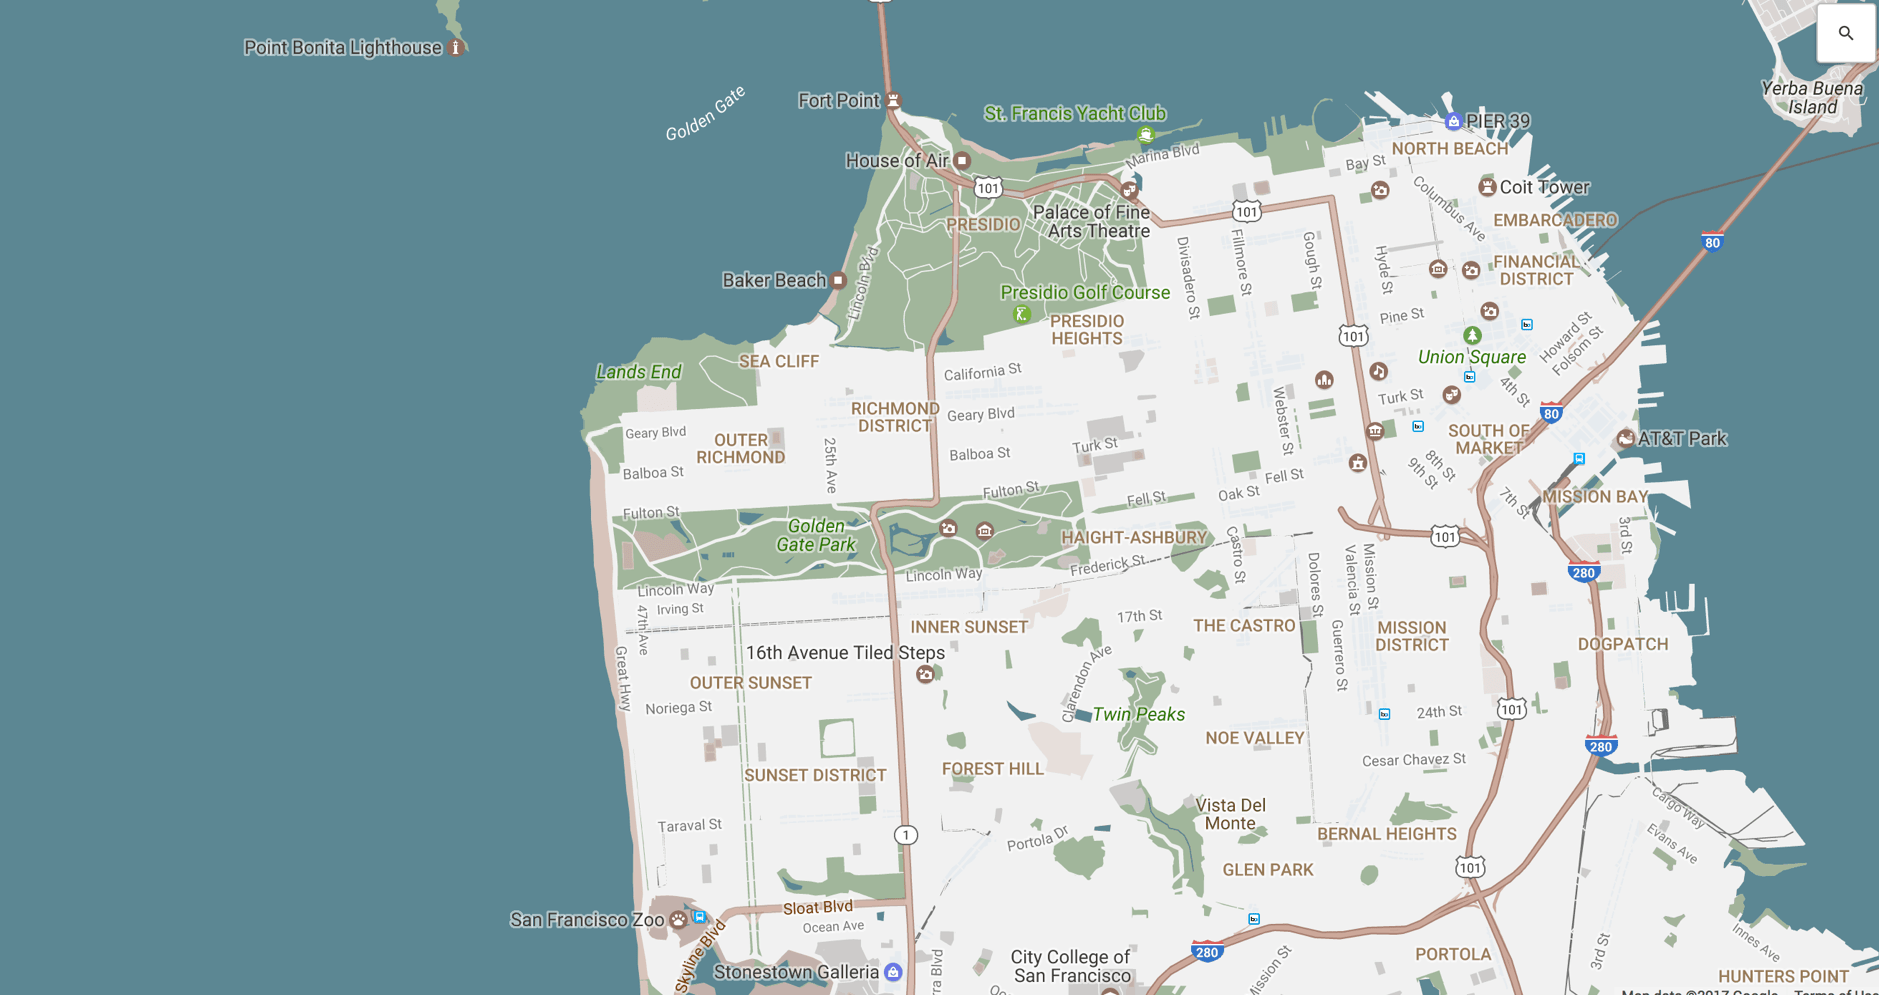 Point Bonita Lighthouse
Golden Gate
Yerba Buena
Island
Fort Point
St. Francis Yacht Club
PIER 39
NORTH BEACH
House of Air
Marina Blvd
Bay St
101
Coit Tower
Columbus Ave
Palace of Fine
Arts Theatre
101
PRESIDIO
EMBARCADERO
80
Lincoln Blvd
Divisadero St
Fillmore St
Gough St
Hyde St
FINANCIAL
DISTRICT
Baker Beach
Presidio Golf Course
PRESIDIO
HEIGHTS
Pine St
Howard St
Folsom St
101
Union Square
SEA CLIFF
Lands End
California St
4th St
Turk St
Webster St
RICHMOND
DISTRICT
Geary Blvd
80
Geary Blvd
OUTER
RICHMOND
25th Ave
Balboa St
Turk St
SOUTH OF
MARKET
AT&T Park
Balboa St
8th St
9th St
Fell St
Oak St
Fulton St
Fell St
7th St
MISSION BAY
Fulton St
Golden
Gate Park
HAIGHT-ASHBURY
101
3rd St
Castro St
Frederick St
Lincoln Way
280
Lincoln Way
Dolores St
Valencia St
Mission St
Irving St
47th Ave
17th St
INNER SUNSET
THE CASTRO
MISSION
DISTRICT
DOGPATCH
16th Avenue Tiled Steps
Great Hwy
Clarendon Ave
Guerrero St
OUTER SUNSET
Noriega St
Twin Peaks
24th St
101
NOE VALLEY
280
Cesar Chavez St
SUNSET DISTRICT
FOREST HILL
Vista Del
Monte
Cargo Way
Taraval St
1
Portola Dr
BERNAL HEIGHTS
Evans Ave
GLEN PARK
101
San Francisco Zoo
Sloat Blvd
Ocean Ave
Skyline Blvd
Stonestown Galleria
City College of
San Francisco
280
Mission St
PORTOLA
3rd St
Innes Ave
HUNTERS POINT
Map data ©2017 Google
Terms of Use